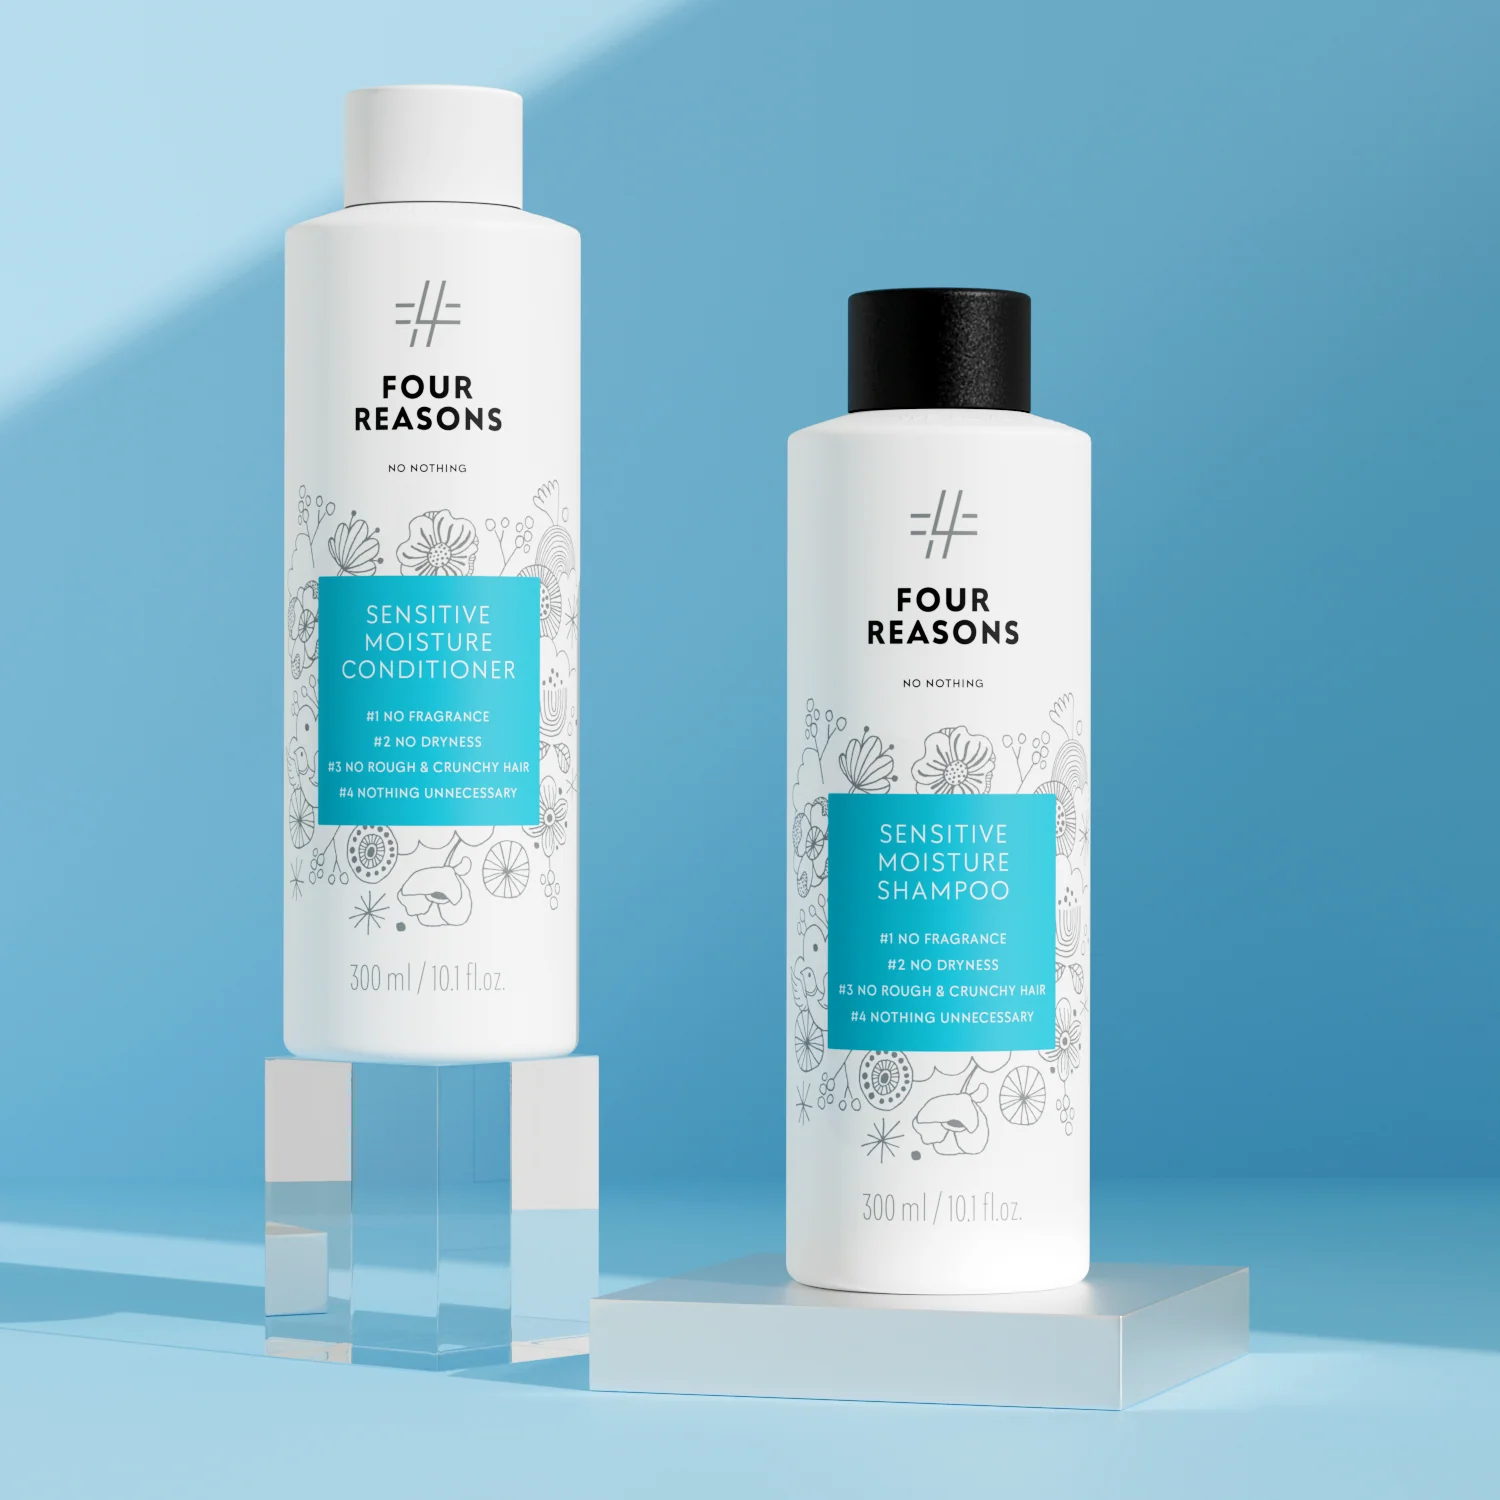 FOUR
REASONS
NO NOTHING
SENSITIVE
MOISTURE
CONDITIONER
#1 NO FRAGRANCE
#2 NO DRYNESS
#3 NO ROUGH & CRUNCHY HAIR
#4 NOTHING UNNECESSARY
300 ml / 10.1 fl.oz.
FOUR
REASONS
NO NOTHING
SENSITIVE
MOISTURE
SHAMPOO
#1 NO FRAGRANCE
#2 NO DRYNESS
#3 NO ROUGH & CRUNCHY HAIR
#4 NOTHING UNNECESSARY
300 ml / 10.1 fl.oz.